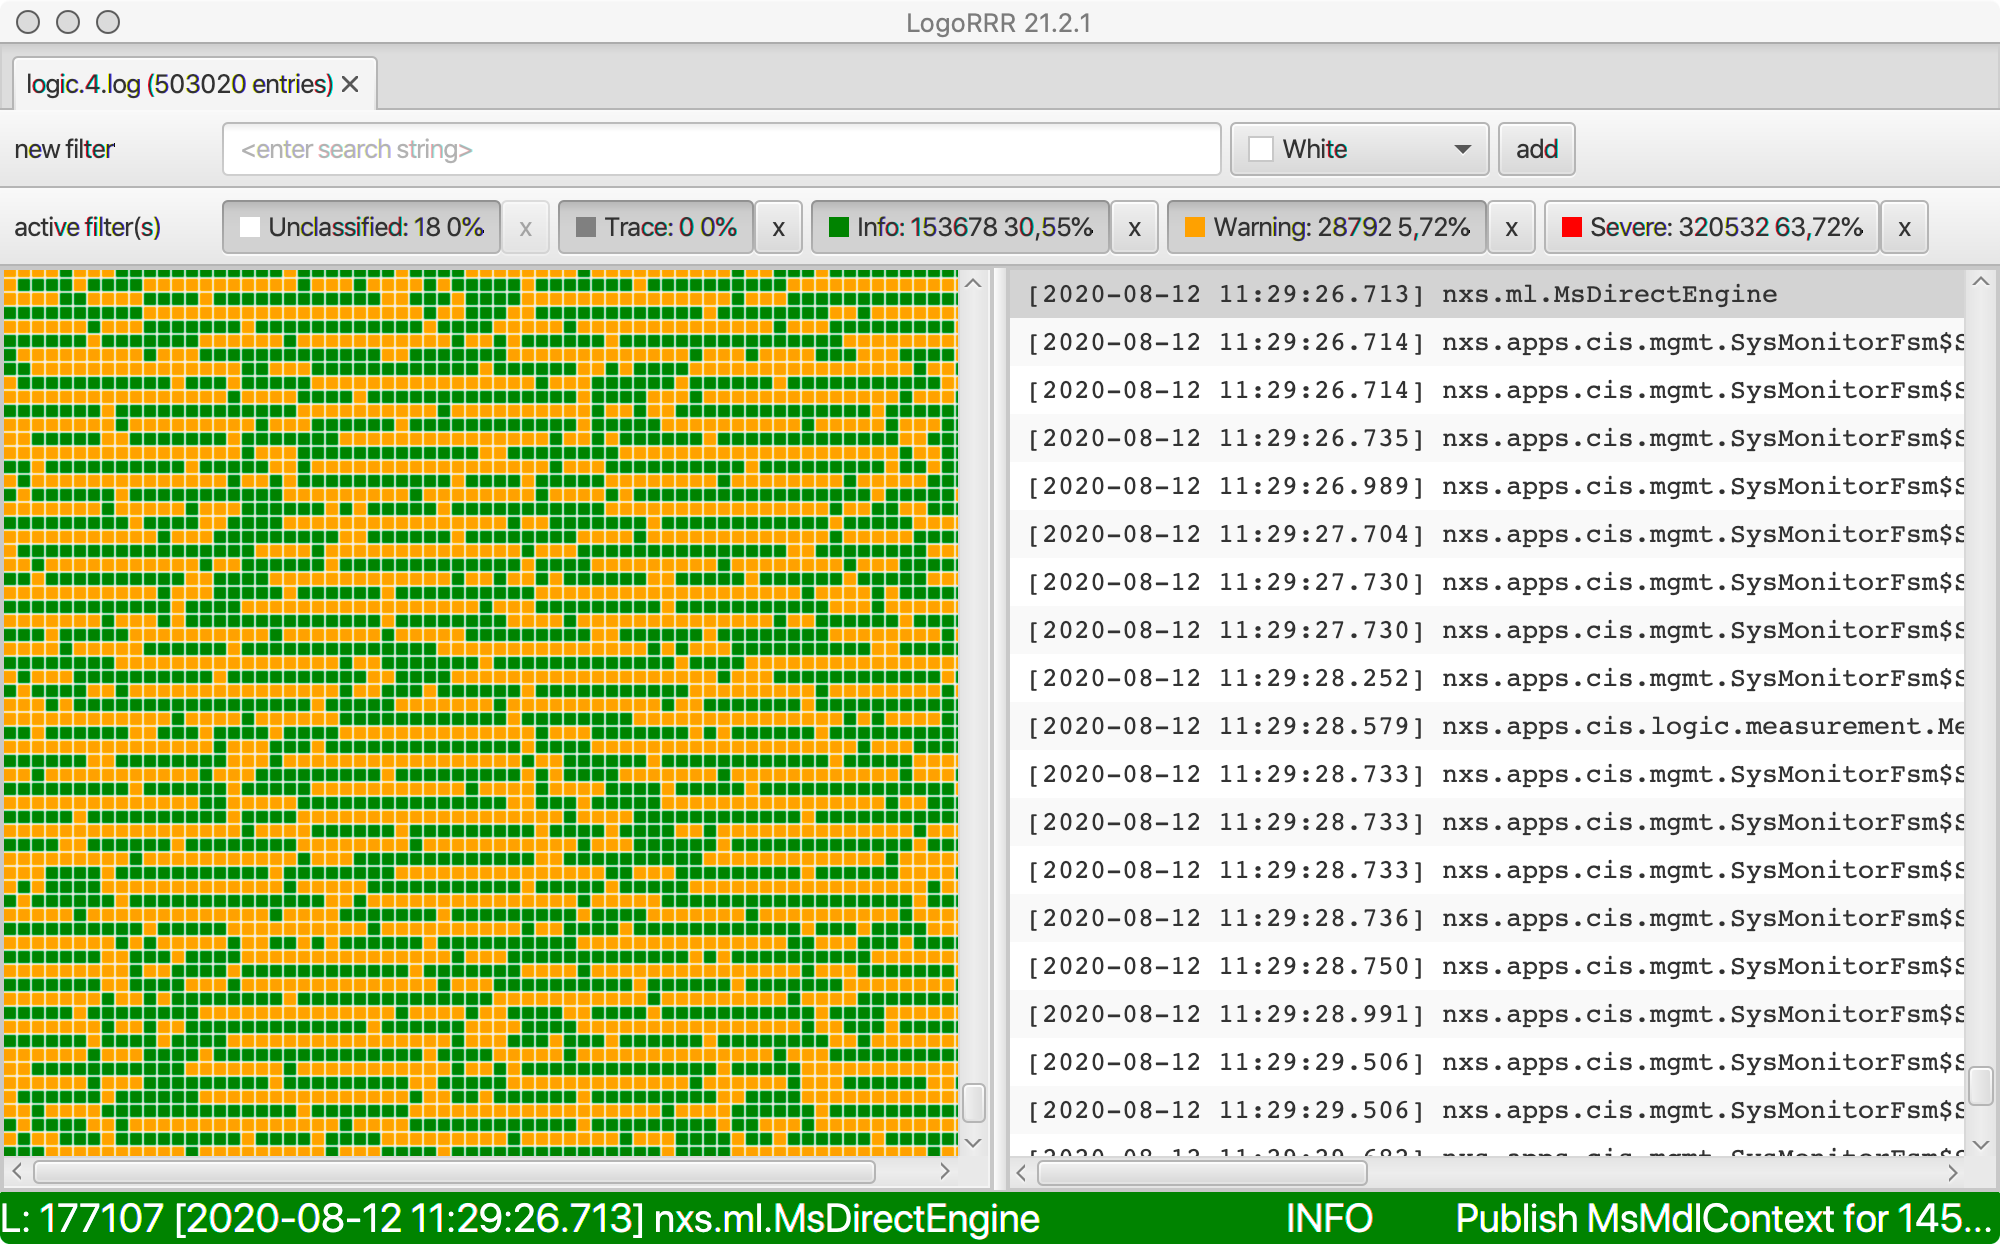 LogoRRR 21.2.1
logic.4.log (503020 entries)
new filter <enter search string> White add
active filter(s) Unclassified: 18 0% x Trace: 0 0% x Info: 153678 30,55% x Warning: 28792 5,72% x Severe: 320532 63,72% x
[2020-08-12 11:29:26.713] nxs.ml.MsDirectEngine
[2020-08-12 11:29:26.714] nxs.apps.cis.mgmt.SysMonitorFsm$S
[2020-08-12 11:29:26.714] nxs.apps.cis.mgmt.SysMonitorFsm$S
[2020-08-12 11:29:26.735] nxs.apps.cis.mgmt.SysMonitorFsm$S
[2020-08-12 11:29:26.989] nxs.apps.cis.mgmt.SysMonitorFsm$S
[2020-08-12 11:29:27.704] nxs.apps.cis.mgmt.SysMonitorFsm$S
[2020-08-12 11:29:27.730] nxs.apps.cis.mgmt.SysMonitorFsm$S
[2020-08-12 11:29:27.730] nxs.apps.cis.mgmt.SysMonitorFsm$S
[2020-08-12 11:29:28.252] nxs.apps.cis.mgmt.SysMonitorFsm$S
[2020-08-12 11:29:28.579] nxs.apps.cis.logic.measurement.Me
[2020-08-12 11:29:28.733] nxs.apps.cis.mgmt.SysMonitorFsm$S
[2020-08-12 11:29:28.733] nxs.apps.cis.mgmt.SysMonitorFsm$S
[2020-08-12 11:29:28.733] nxs.apps.cis.mgmt.SysMonitorFsm$S
[2020-08-12 11:29:28.736] nxs.apps.cis.mgmt.SysMonitorFsm$S
[2020-08-12 11:29:28.750] nxs.apps.cis.mgmt.SysMonitorFsm$S
[2020-08-12 11:29:28.991] nxs.apps.cis.mgmt.SysMonitorFsm$S
[2020-08-12 11:29:29.506] nxs.apps.cis.mgmt.SysMonitorFsm$S
[2020-08-12 11:29:29.506] nxs.apps.cis.mgmt.SysMonitorFsm$S
L: 177107 [2020-08-12 11:29:26.713] nxs.ml.MsDirectEngine INFO Publish MsMdlContext for 145...